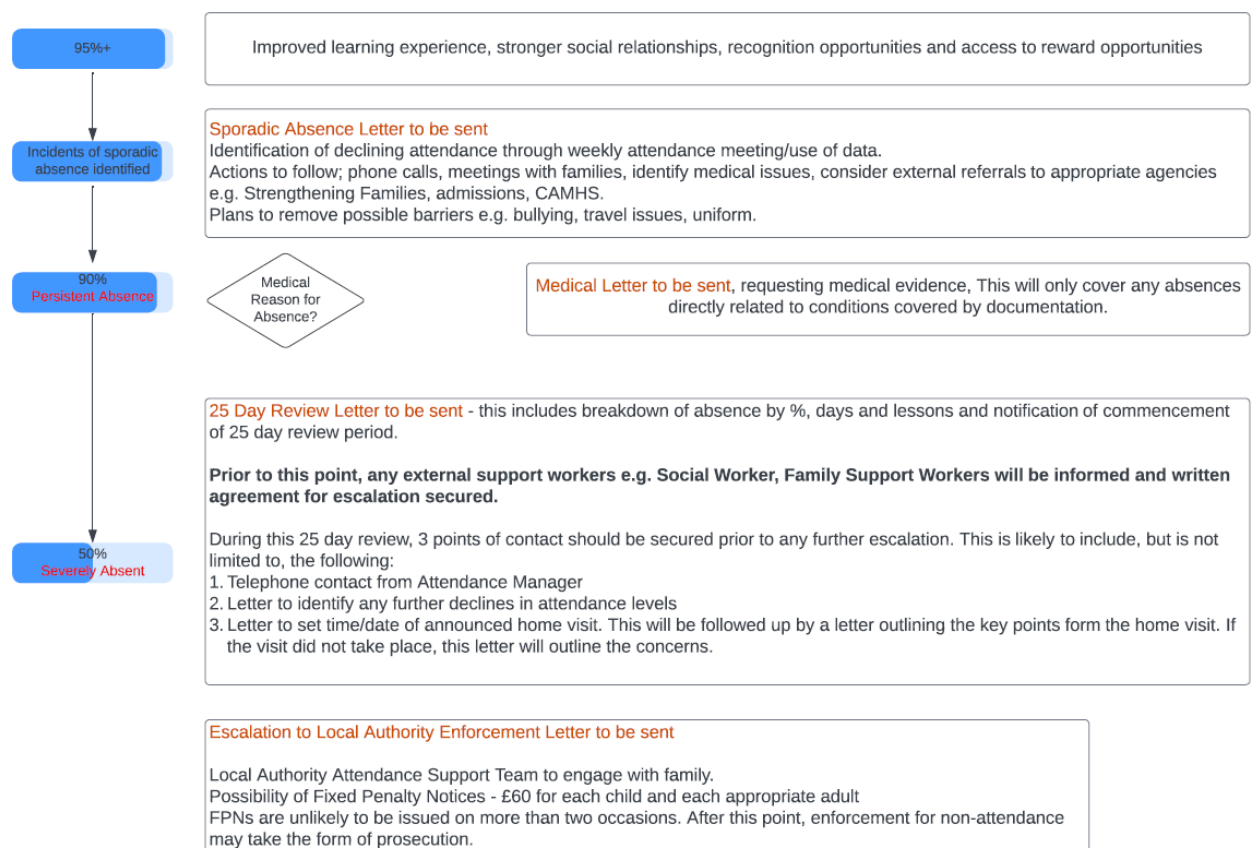 95%+
Improved learning experience, stronger social relationships, recognition opportunities and access to reward opportunities
Incidents of sporadic
absence identified
Sporadic Absence Letter to be sent
Identification of declining attendance through weekly attendance meeting/use of data.
Actions to follow; phone calls, meetings with families, identify medical issues, consider external referrals to appropriate agencies
e.g. Strengthening Families, admissions, CAMHS.
Plans to remove possible barriers e.g. bullying, travel issues, uniform.
90%
Persistent Absence
Medical
Reason for
Absence?
Medical Letter to be sent, requesting medical evidence, This will only cover any absences
directly related to conditions covered by documentation.
25 Day Review Letter to be sent - this includes breakdown of absence by %, days and lessons and notification of commencement
of 25 day review period.
Prior to this point, any external support workers e.g. Social Worker, Family Support Workers will be informed and written
agreement for escalation secured.
During this 25 day review, 3 points of contact should be secured prior to any further escalation. This is likely to include, but is not
limited to, the following:
1. Telephone contact from Attendance Manager
2. Letter to identify any further declines in attendance levels
3. Letter to set time/date of announced home visit. This will be followed up by a letter outlining the key points form the home visit. If
the visit did not take place, this letter will outline the concerns.
50%
Severely Absent
Escalation to Local Authority Enforcement Letter to be sent
Local Authority Attendance Support Team to engage with family.
Possibility of Fixed Penalty Notices - £60 for each child and each appropriate adult
FPNs are unlikely to be issued on more than two occasions. After this point, enforcement for non-attendance
may take the form of prosecution.